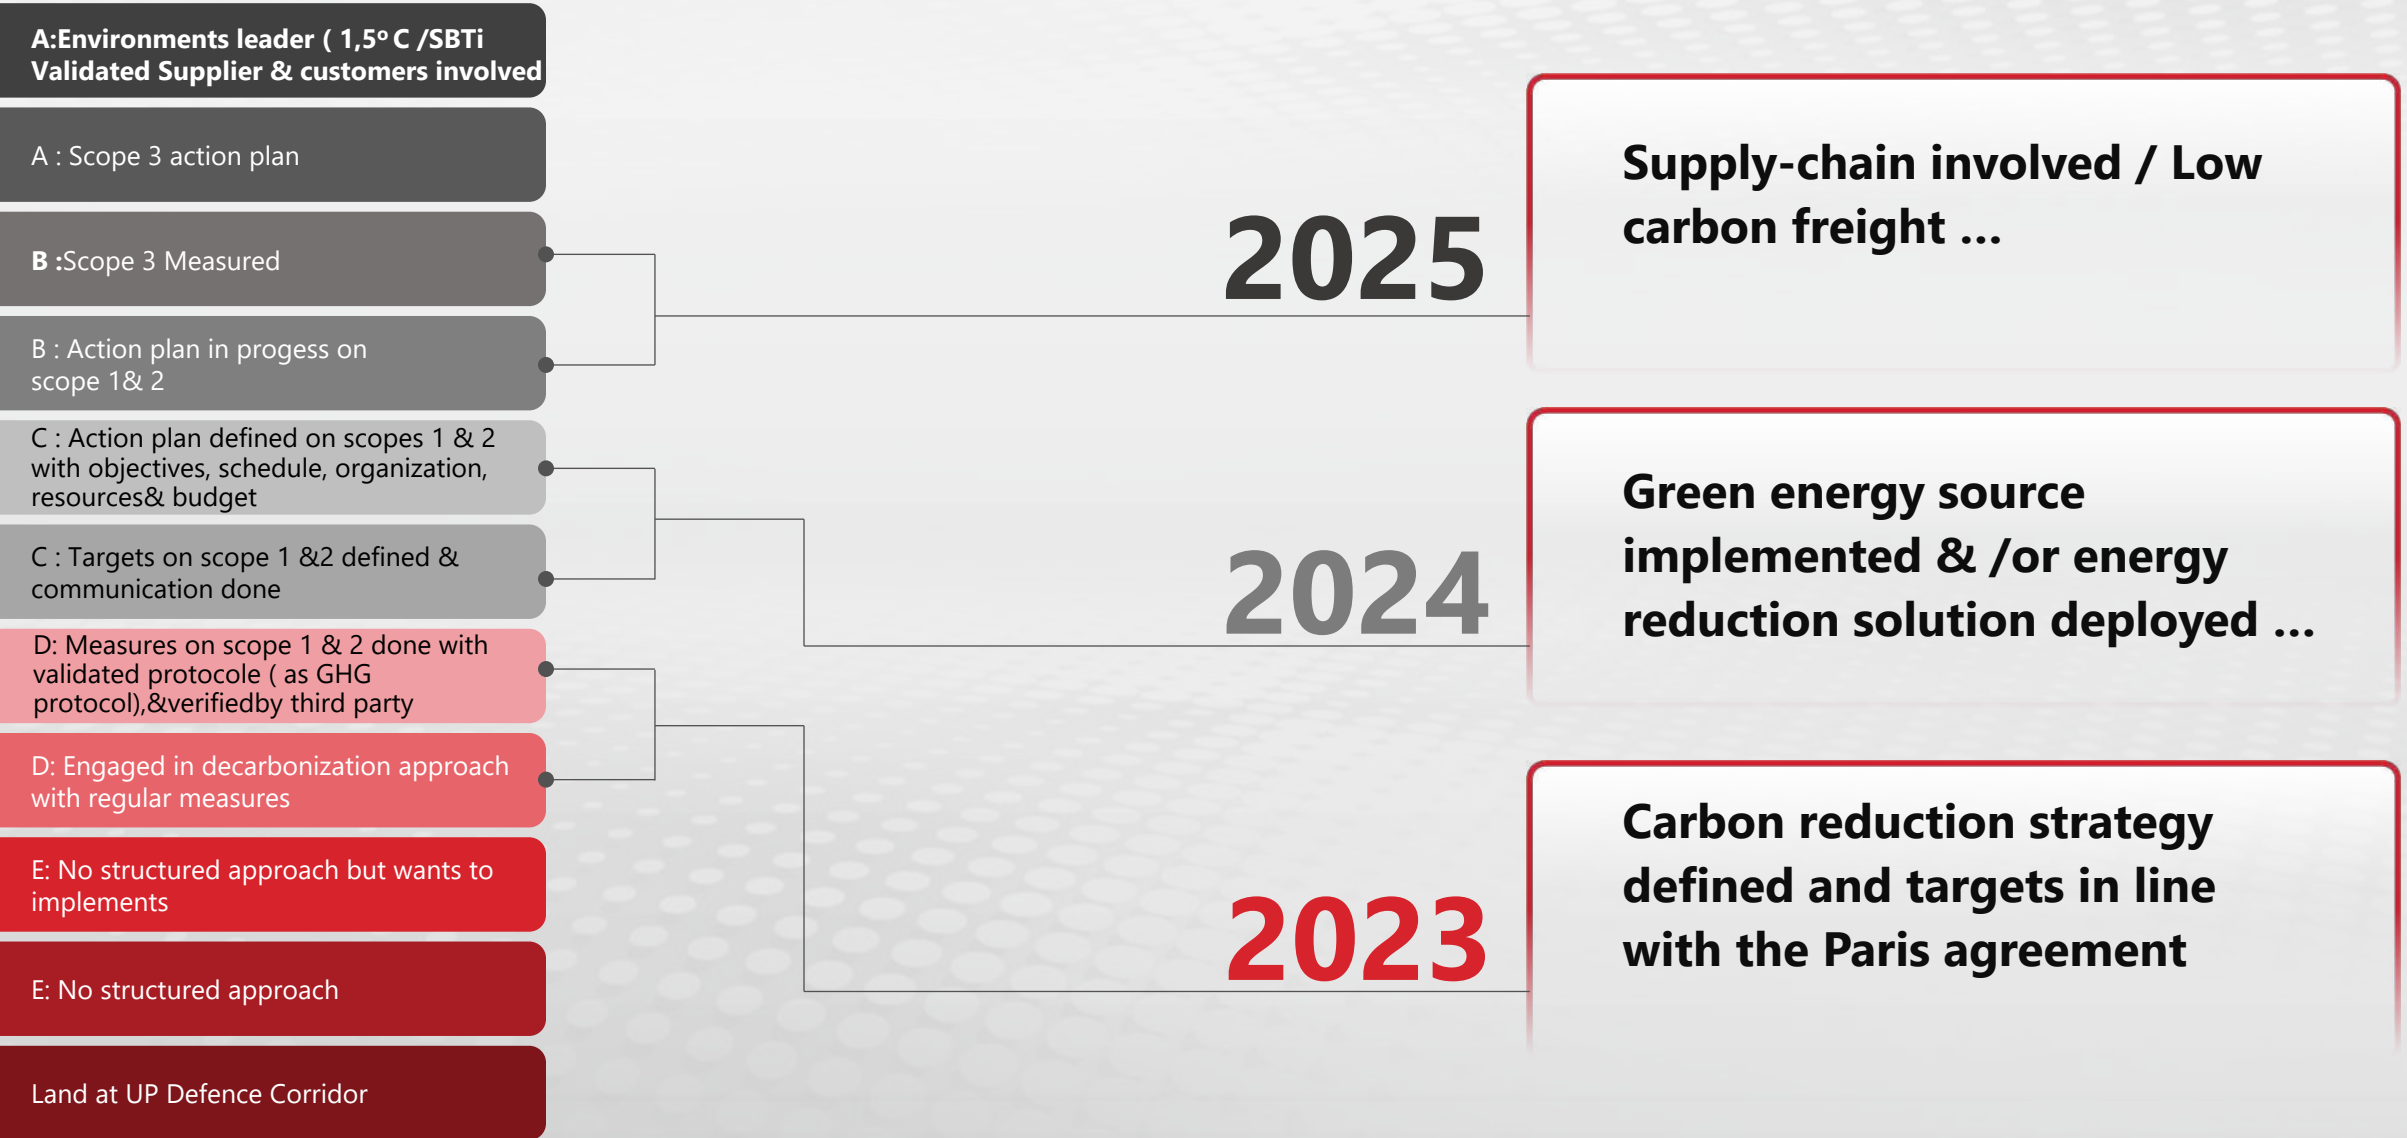 A:Environments leader ( 1,5º C /SBTi
Validated Supplier & customers involved
A : Scope 3 action plan
B :Scope 3 Measured
B : Action plan in progess on
scope 1& 2
C : Action plan defined on scopes 1 & 2
with objectives, schedule, organization,
resources& budget
C : Targets on scope 1 &2 defined &
communication done
D: Measures on scope 1 & 2 done with
validated protocole ( as GHG
protocol),&verifiedby third party
D: Engaged in decarbonization approach
with regular measures
E: No structured approach but wants to
implements
E: No structured approach
Land at UP Defence Corridor
2025
Supply-chain involved / Low
carbon freight ...
2024
Green energy source
implemented & /or energy
reduction solution deployed ...
2023
Carbon reduction strategy
defined and targets in line
with the Paris agreement